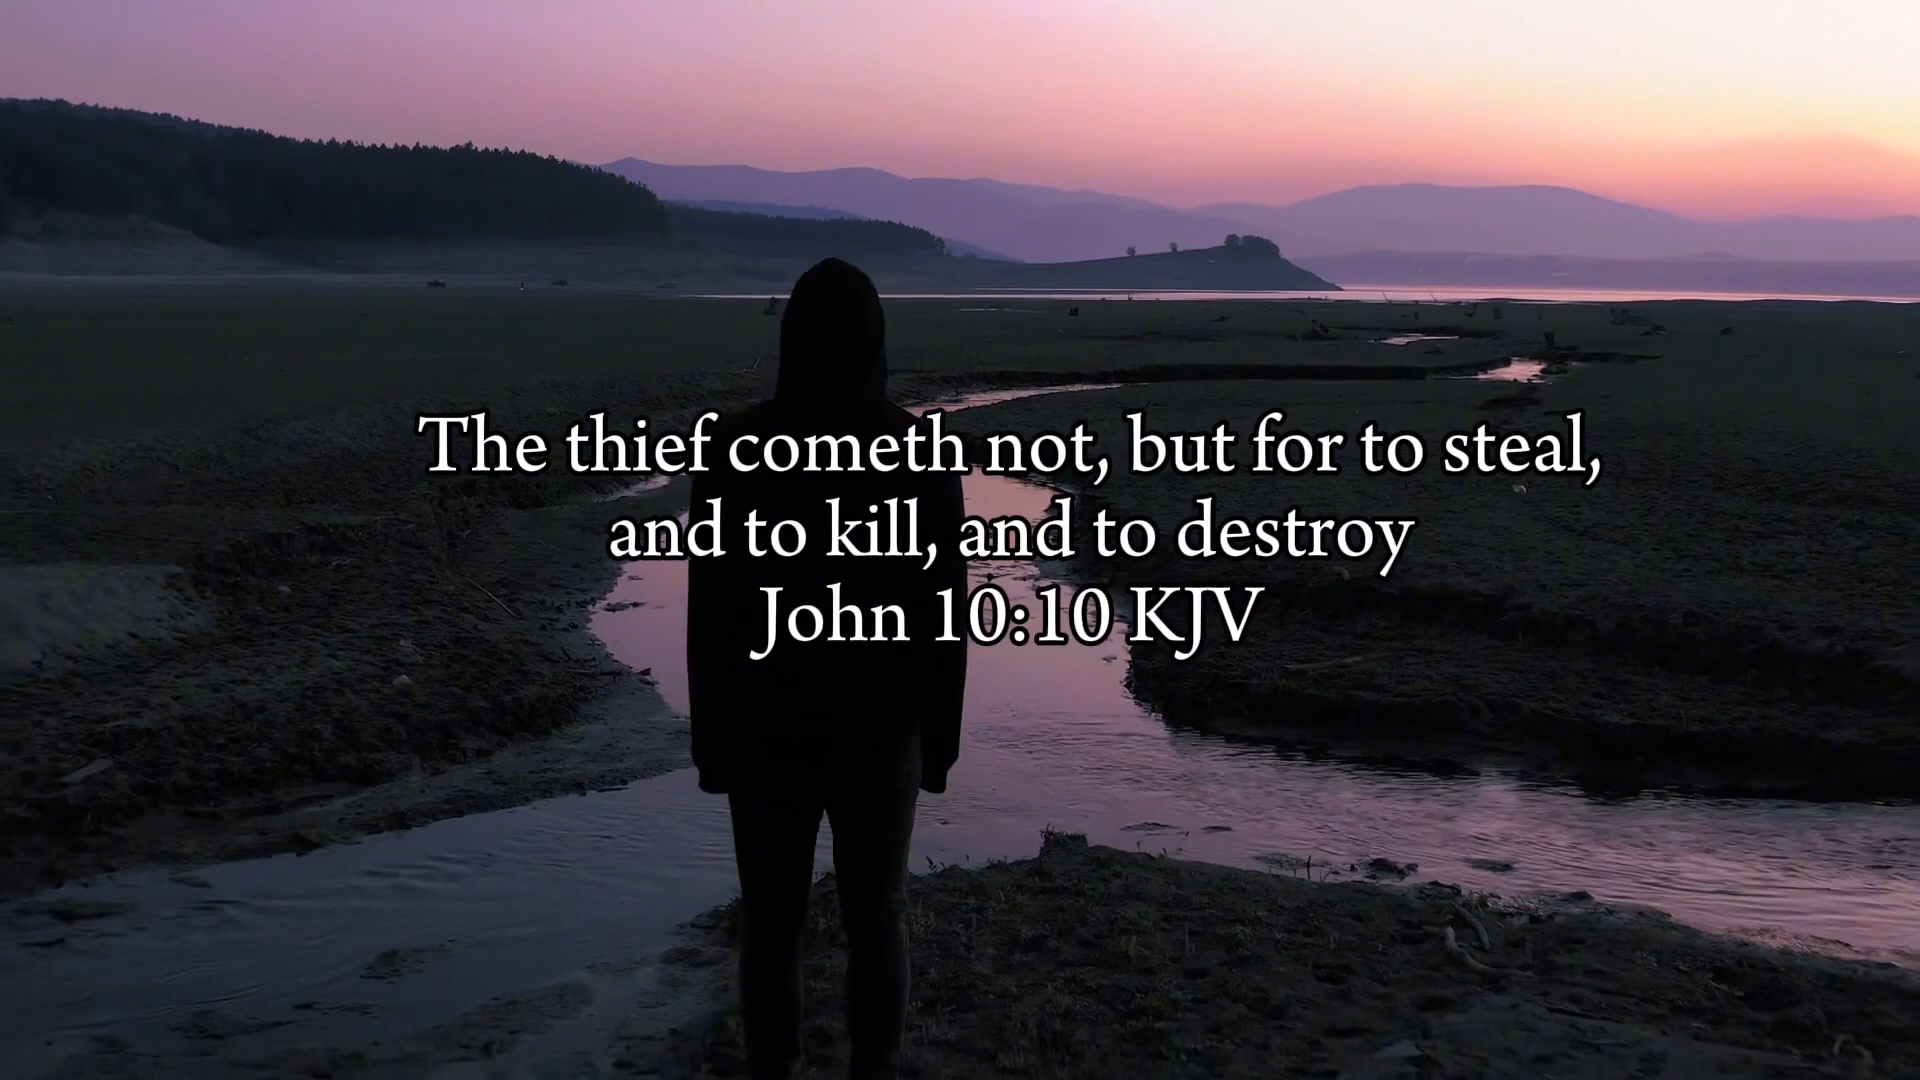 The thief cometh not, but for to steal,
and to kill, and to destroy
John 10:10 KJV